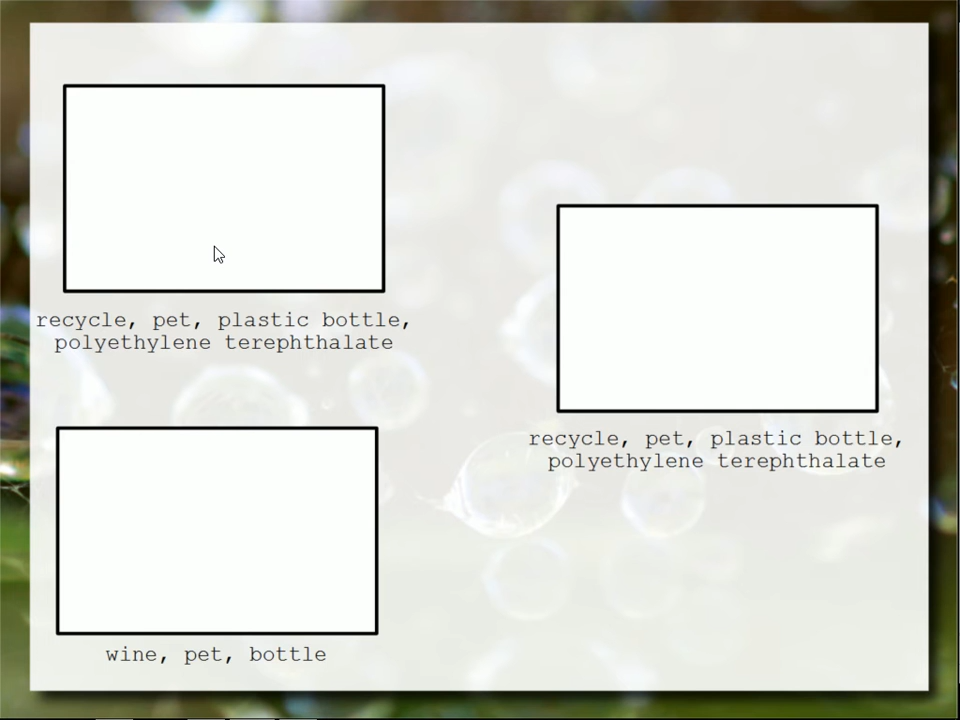 recycle, pet, plastic bottle,
polyethylene terephthalate
wine, pet, bottle
recycle, pet, plastic bottle,
polyethylene terephthalate